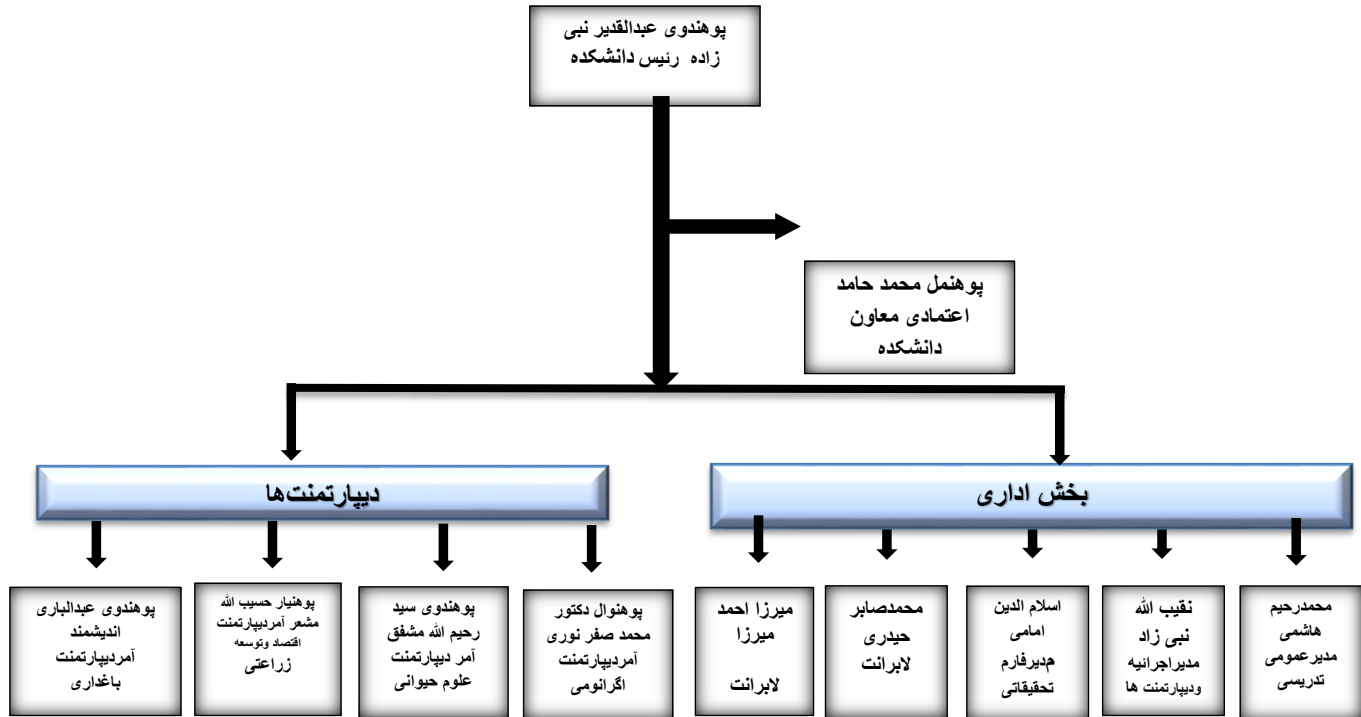 پوهندوی عبدالقدیر نبی
زاده رئیس دانشکده
پوهنمل محمد حامد
اعتمادی معاون
دانشکده
بخش اداری
دیپارتمنت‌ها
محمدرحیم
هاشمی
مدیرعمومی
تدریسی
نقیب الله
نبی زاد
مدیراجرائیه
ودیپارتمنت ها
اسلام الدین
امامی
مدیرفارم
تحقیقاتی
محمدصابر
حیدری
لابرانت
میرزا احمد
میرزا
لابرانت
پوهنوال دکتور
محمد صفر نوری
آمردیپارتمنت
اگرانومی
پوهندوی سید
رحیم الله مشفق
آمر دیپارتمنت
علوم حیوانی
پوهنیار حسیب الله
مشعر آمردیپارتمنت
اقتصاد وتوسعه
زراعتی
پوهندوی عبدالباری
اندیشمند
آمردیپارتمنت
باغداری